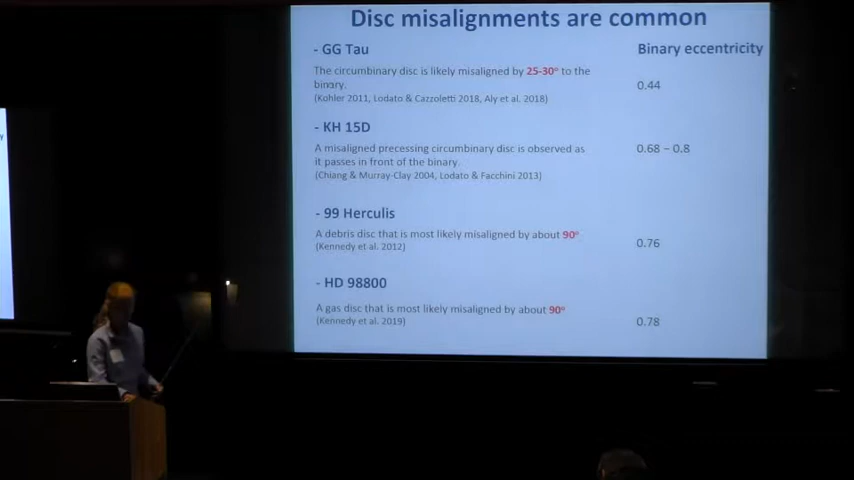 Disc misalignments are common
- GG Tau
Binary eccentricity
The circumbinary disc is likely misaligned by 25-30° to the
binary.
0.44
(Kohler 2011, Lodato & Cazzoletti 2018, Aly et al. 2018)
- KH 15D
A misaligned precessing circumbinary disc is observed as
0.68 – 0.8
it passes in front of the binary.
(Chiang & Murray-Clay 2004, Lodato & Facchini 2013)
- 99 Herculis
A debris disc that is most likely misaligned by about 90°
0.76
(Kennedy et al. 2012)
- HD 98800
A gas disc that is most likely misaligned by about 90°
(Kennedy et al. 2019)
0.78